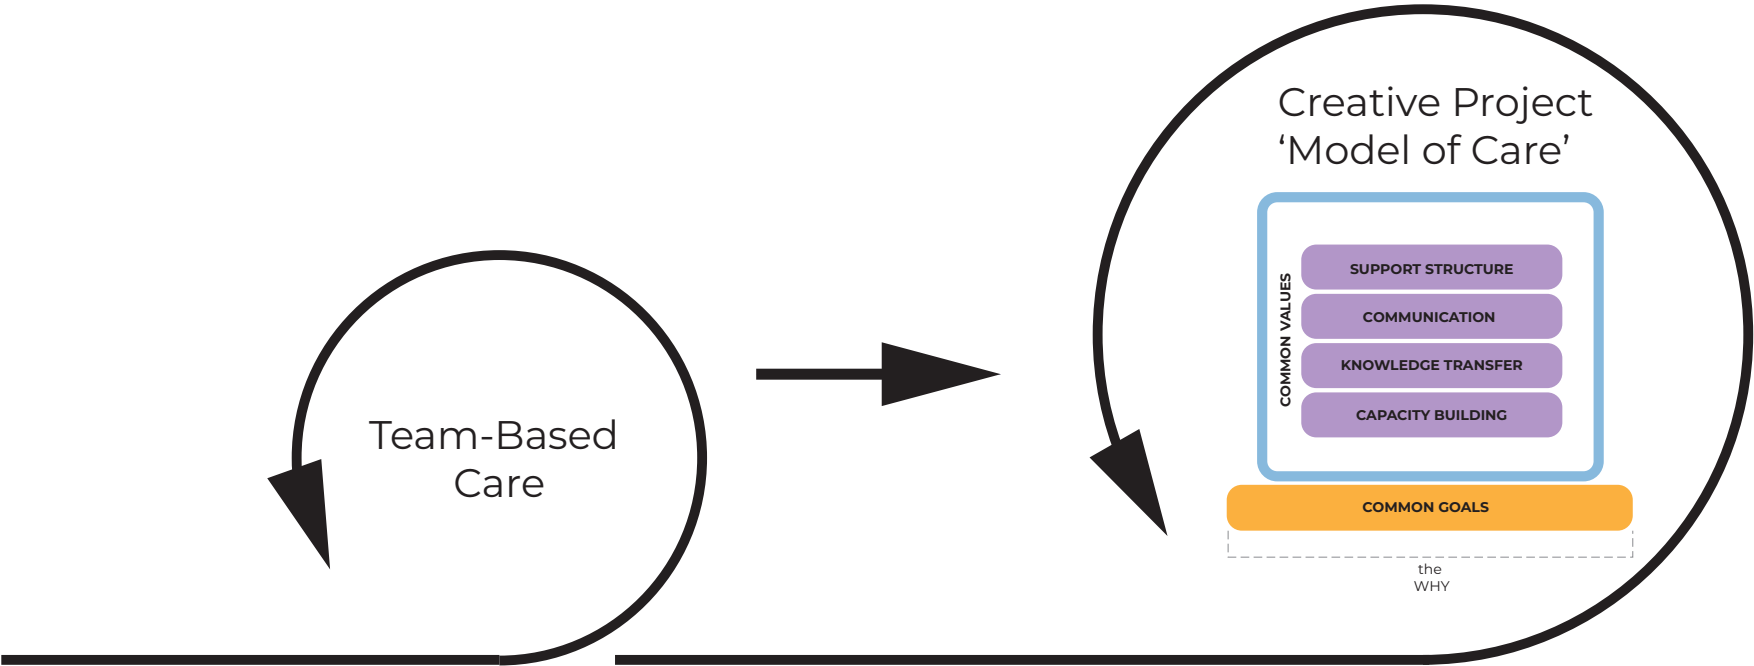 Team-Based
Care
Creative Project
‘Model of Care’
COMMON VALUES
SUPPORT STRUCTURE
COMMUNICATION
KNOWLEDGE TRANSFER
CAPACITY BUILDING
COMMON GOALS
the
WHY